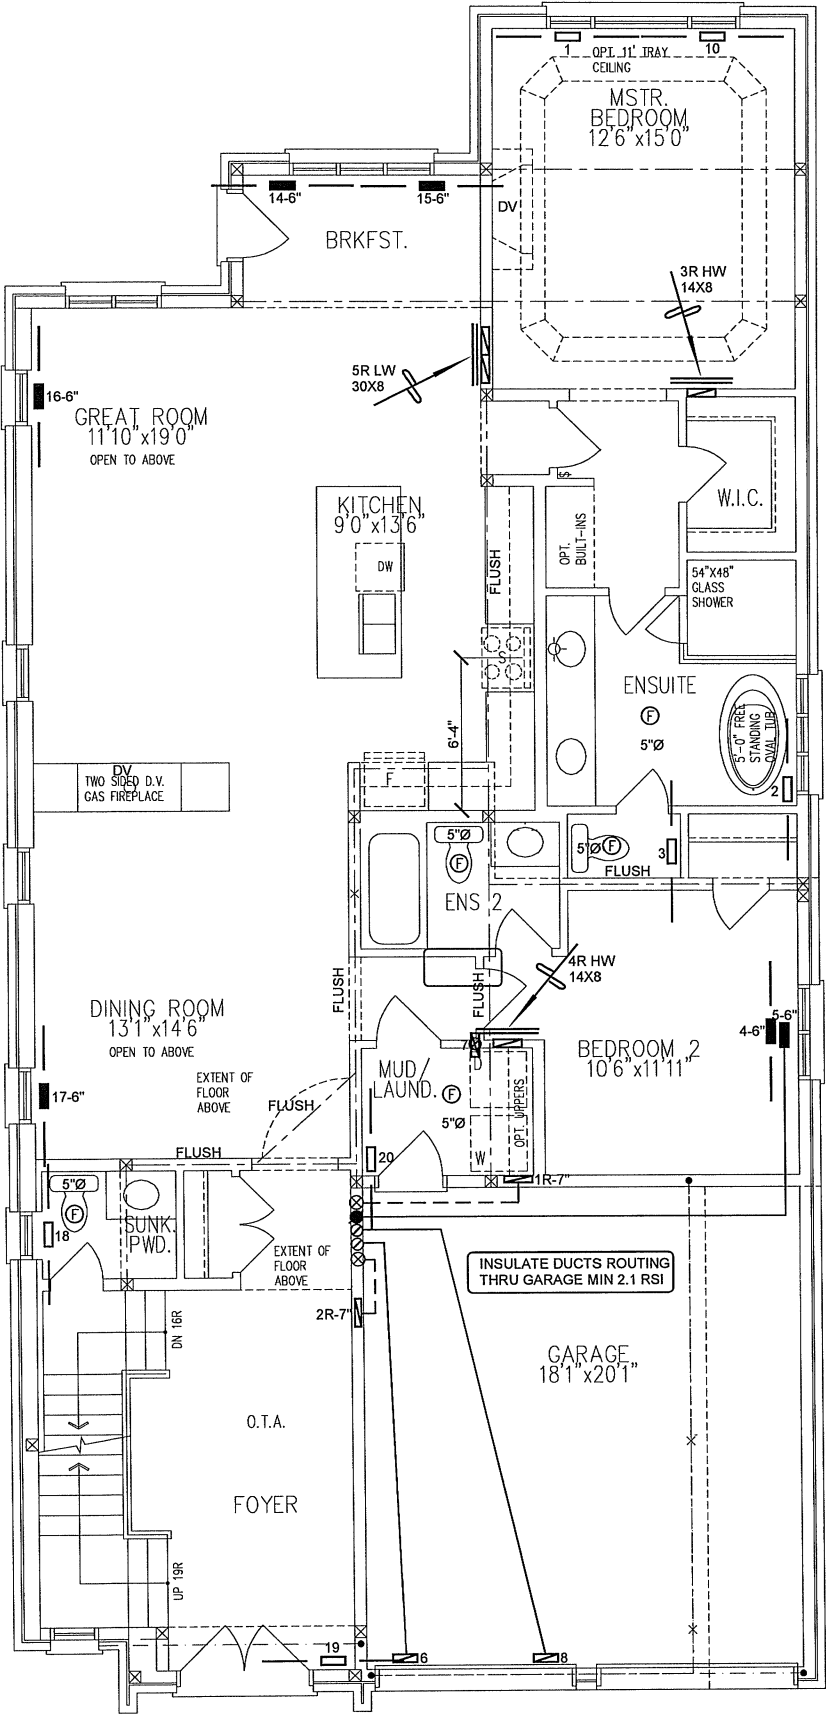 1
10
OPT. 11' TRAY
CEILING
MSTR.
BEDROOM
12'6"x15'0"
14-6"
15-6"
DV
BRKFST.
3R HW
14X8
5R LW
30X8
16-6"
GREAT ROOM
11'10"x19'0"
OPEN TO ABOVE
KITCHEN
9'0"x13'6"
DW
FLUSH
OPT.
BUILT-INS
S
W.I.C.
54"X48"
GLASS
SHOWER
S
6'-4"
ENSUITE
F
5"Ø
5'-0" FREE
STANDING
OVAL TUB
2
DV
TWO SIDED D.V.
GAS FIREPLACE
F
5"Ø
F
5"Ø
F
3
FLUSH
ENS 2
4R HW
14X8
FLUSH
FLUSH
DINING ROOM
13'1"x14'6"
OPEN TO ABOVE
5-6"
4-6"
7
D
BEDROOM 2
10'6"x11'11"
MUD/
LAUND.
F
5"Ø
OPT. UPPERS
W
17-6"
EXTENT OF
FLOOR
ABOVE
FLUSH
FLUSH
20
1R-7"
5"Ø
F
SUNK.
PWD.
18
EXTENT OF
FLOOR
ABOVE
INSULATE DUCTS ROUTING
THRU GARAGE MIN 2.1 RSI
2R-7"
DN 16R
GARAGE
18'1"x20'1"
O.T.A.
FOYER
UP 19R
19
6
8